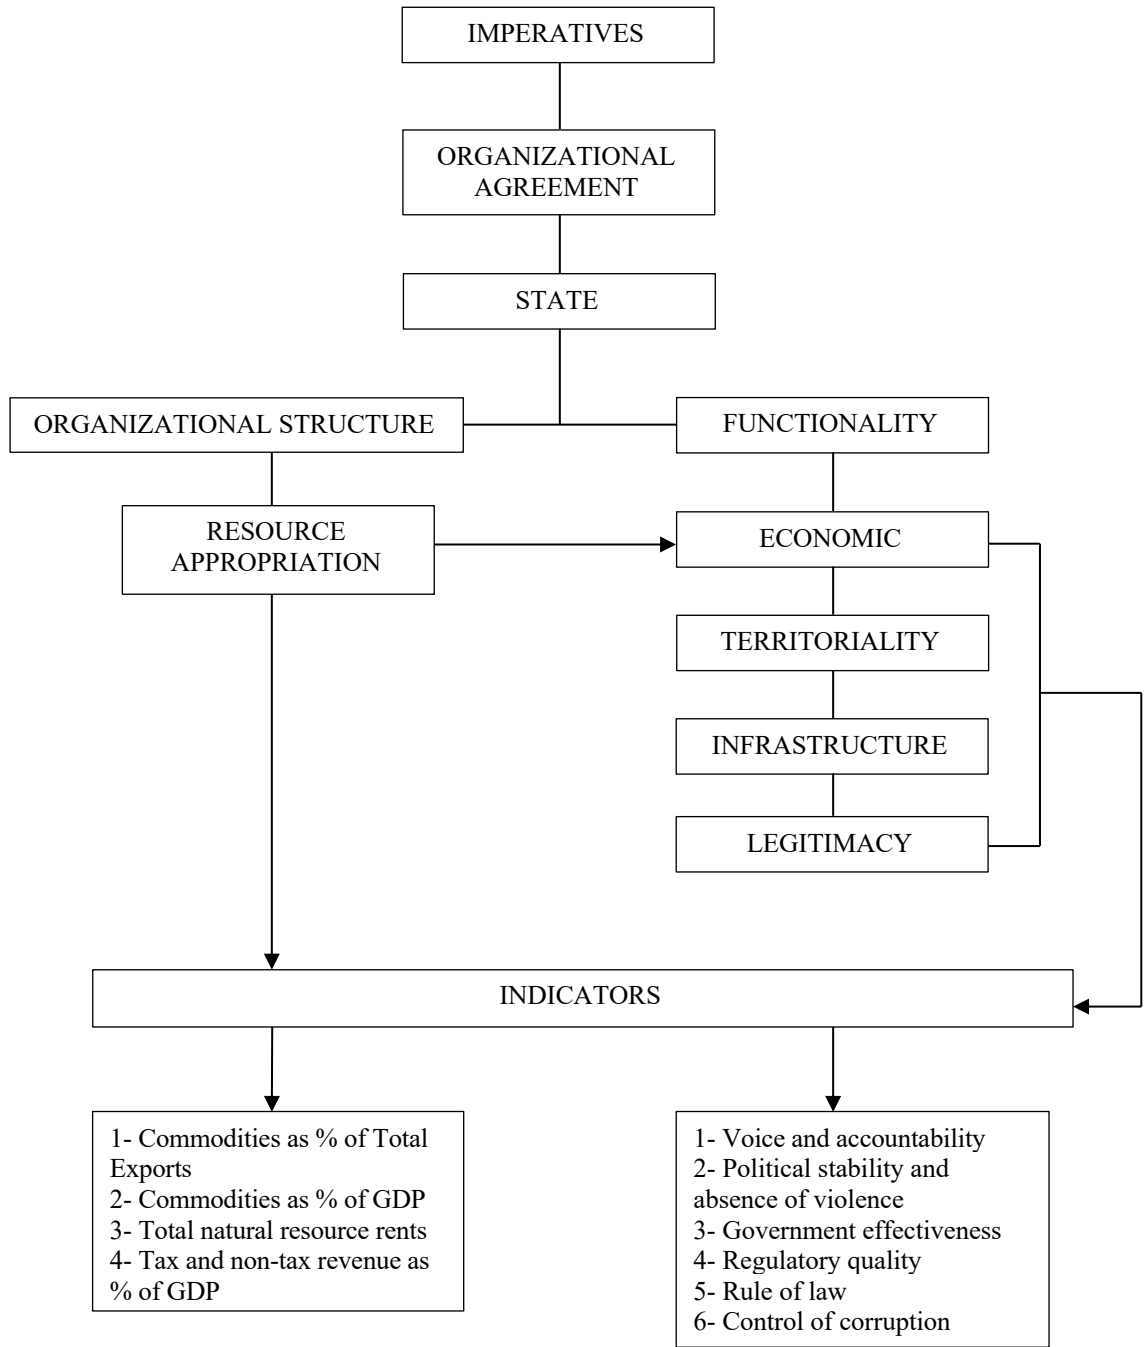 IMPERATIVES
ORGANIZATIONAL
AGREEMENT
STATE
ORGANIZATIONAL STRUCTURE
FUNCTIONALITY
RESOURCE
APPROPRIATION
ECONOMIC
TERRITORIALITY
INFRASTRUCTURE
LEGITIMACY
INDICATORS
1- Commodities as % of Total
Exports
2- Commodities as % of GDP
3- Total natural resource rents
4- Tax and non-tax revenue as
% of GDP
1- Voice and accountability
2- Political stability and
absence of violence
3- Government effectiveness
4- Regulatory quality
5- Rule of law
6- Control of corruption